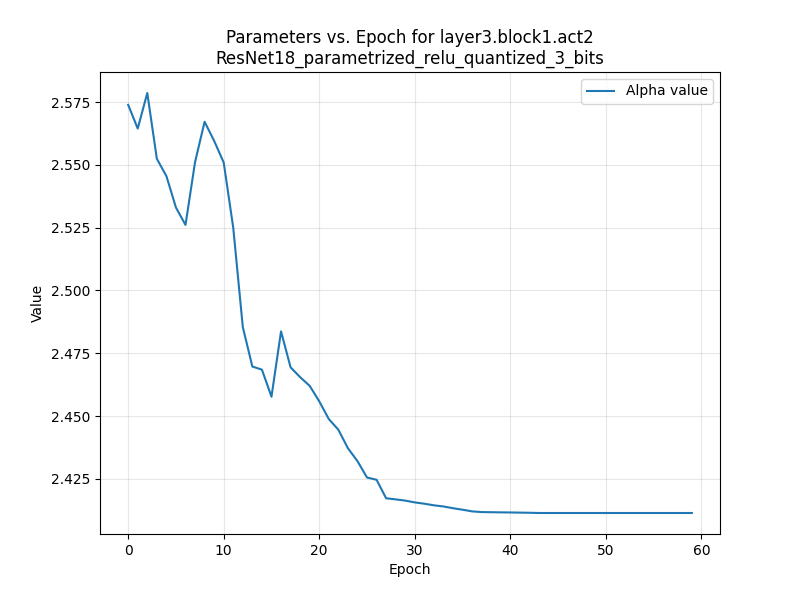 Parameters vs. Epoch for layer3.block1.act2
ResNet18_parametrized_relu_quantized_3_bits
Alpha value
2.575
2.550
2.525
2.500
2.475
2.450
2.425
Value
0 10 20 30 40 50 60
Epoch